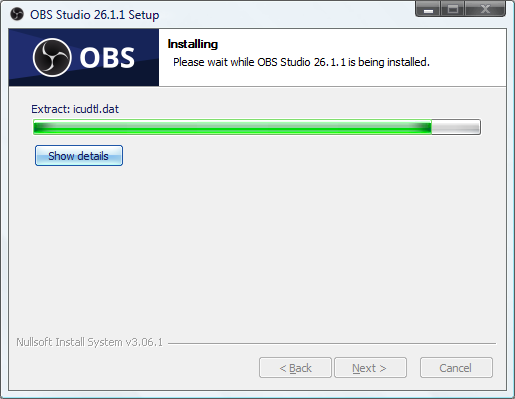 OBS Studio 26.1.1 Setup
OBS
Installing
Please wait while OBS Studio 26.1.1 is being installed.
Extract: icudtl.dat
Show details
Nullsoft Install System v3.06.1
< Back
Next >
Cancel